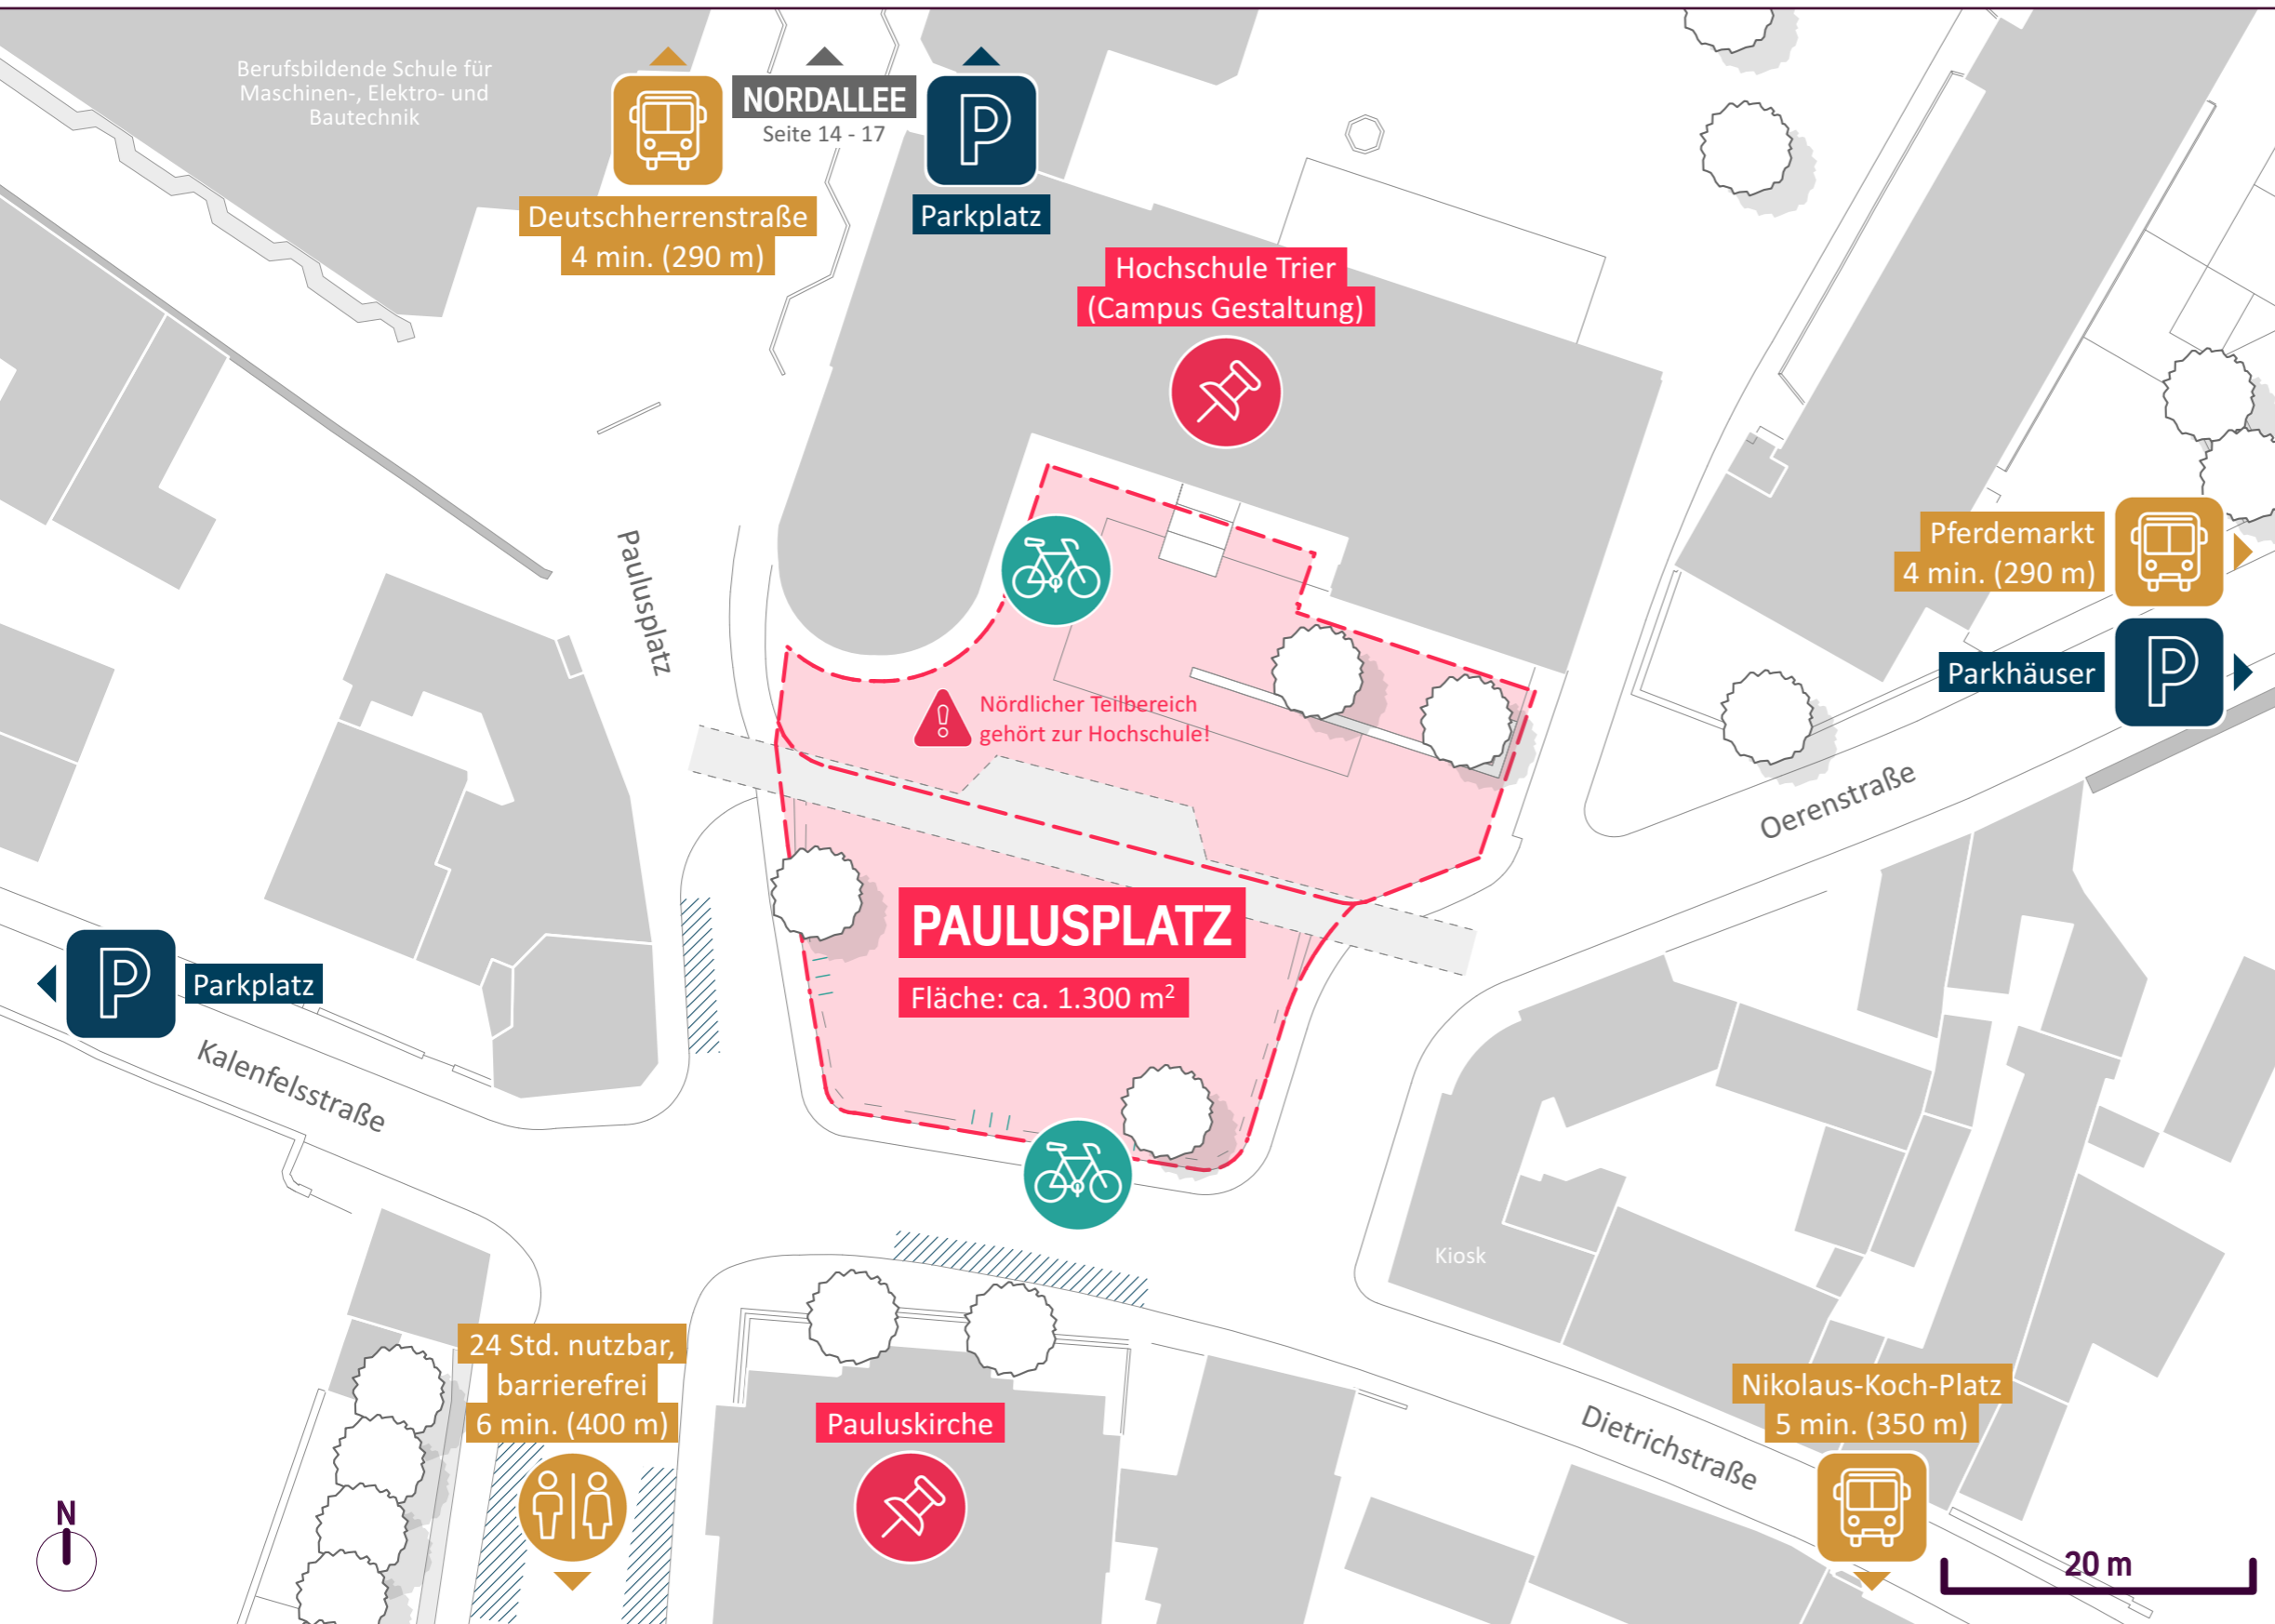 Berufsbildende Schule für
Maschinen-, Elektro- und
Bautechnik
NORDALLEE
Seite 14 - 17
P
Deutschherrenstraße
4 min. (290 m)
Parkplatz
Hochschule Trier
(Campus Gestaltung)
Paulusplatz
Pferdemarkt
4 min. (290 m)
Parkhäuser
P
Nördlicher Teilbereich
gehört zur Hochschule!
Oerenstraße
PAULUSPLATZ
Fläche: ca. 1.300 m²
P
Parkplatz
Kalenfelsstraße
Kiosk
24 Std. nutzbar,
barrierefrei
6 min. (400 m)
Pauluskirche
Nikolaus-Koch-Platz
5 min. (350 m)
Dietrichstraße
N
20 m